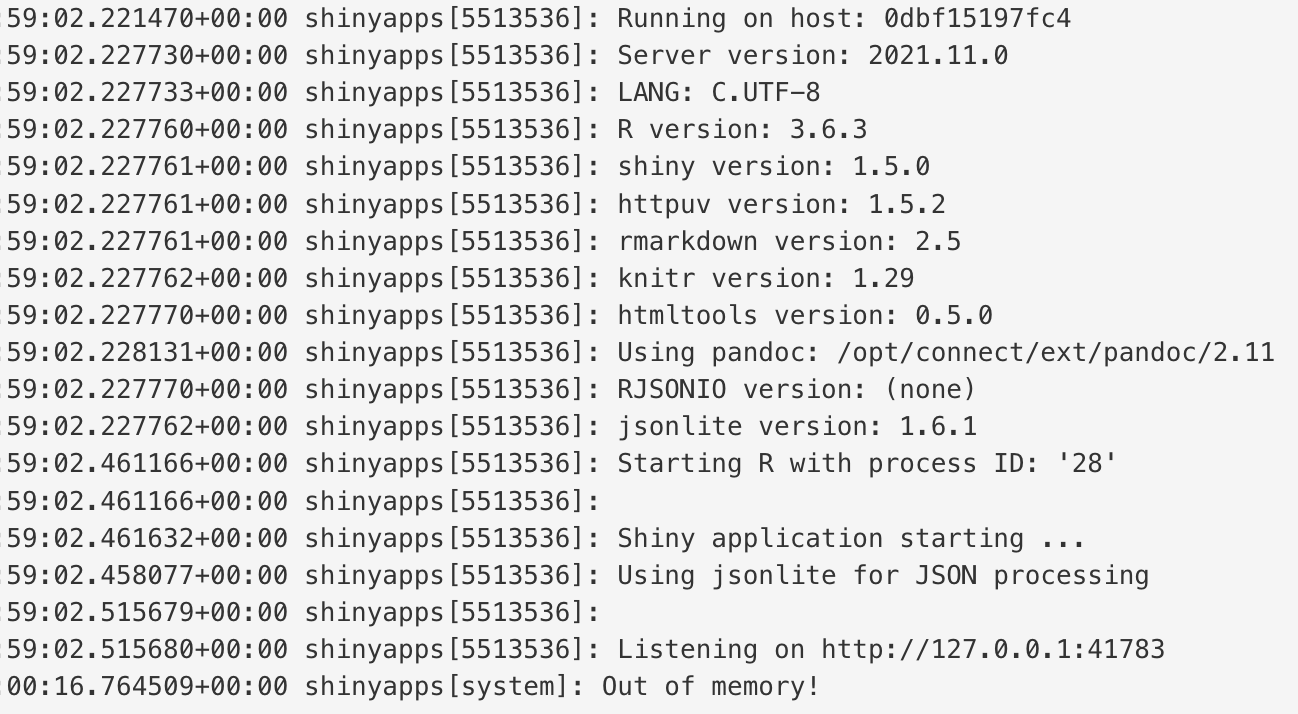 :59:02.221470+00:00 shinyapps[5513536]: Running on host: 0dbf15197fc4
:59:02.227730+00:00 shinyapps[5513536]: Server version: 2021.11.0
:59:02.227733+00:00 shinyapps[5513536]: LANG: C.UTF-8
:59:02.227760+00:00 shinyapps[5513536]: R version: 3.6.3
:59:02.227761+00:00 shinyapps[5513536]: shiny version: 1.5.0
:59:02.227761+00:00 shinyapps[5513536]: httpuv version: 1.5.2
:59:02.227761+00:00 shinyapps[5513536]: rmarkdown version: 2.5
:59:02.227762+00:00 shinyapps[5513536]: knitr version: 1.29
:59:02.227770+00:00 shinyapps[5513536]: htmltools version: 0.5.0
:59:02.228131+00:00 shinyapps[5513536]: Using pandoc: /opt/connect/ext/pandoc/2.11
:59:02.227770+00:00 shinyapps[5513536]: RJSONIO version: (none)
:59:02.227762+00:00 shinyapps[5513536]: jsonlite version: 1.6.1
:59:02.461166+00:00 shinyapps[5513536]: Starting R with process ID: '28'
:59:02.461166+00:00 shinyapps[5513536]:
:59:02.461632+00:00 shinyapps[5513536]: Shiny application starting ...
:59:02.458077+00:00 shinyapps[5513536]: Using jsonlite for JSON processing
:59:02.515679+00:00 shinyapps[5513536]:
:59:02.515680+00:00 shinyapps[5513536]: Listening on http://127.0.0.1:41783
:00:16.764509+00:00 shinyapps[system]: Out of memory!